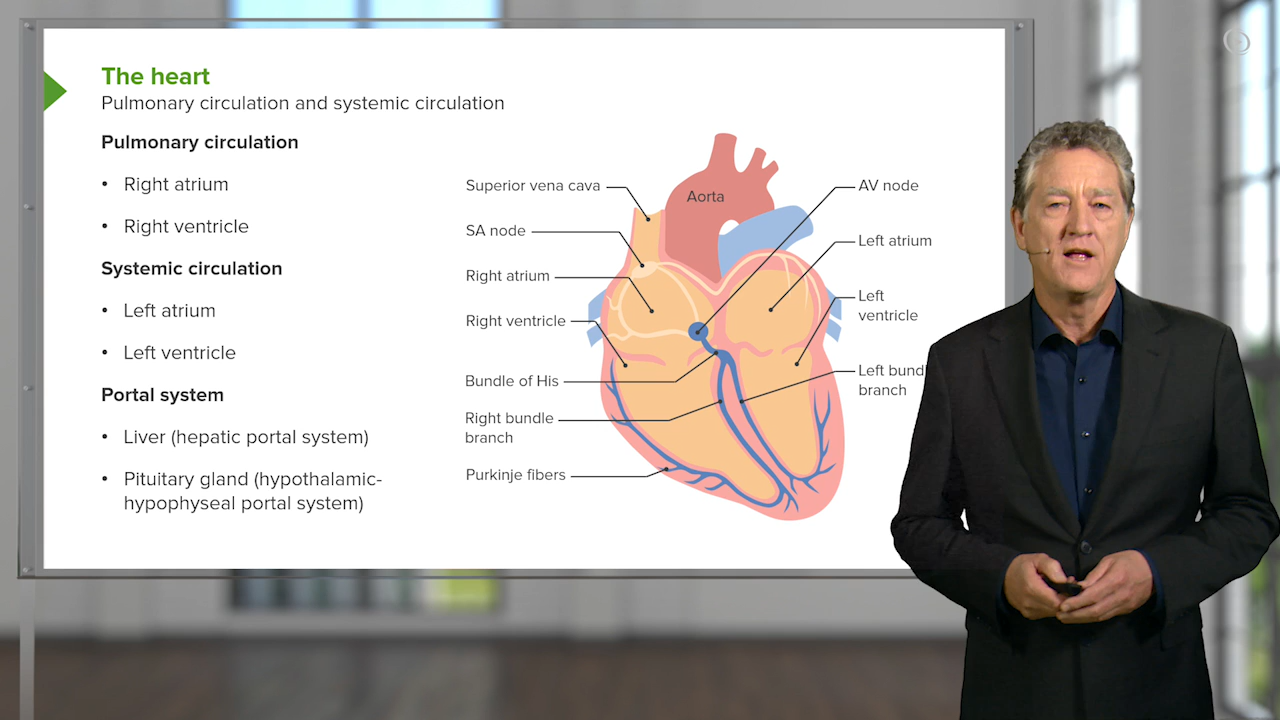 The heart
Pulmonary circulation and systemic circulation
Pulmonary circulation
• Right atrium
• Right ventricle
Systemic circulation
• Left atrium
• Left ventricle
Portal system
• Liver (hepatic portal system)
• Pituitary gland (hypothalamic-
hypophyseal portal system)
Superior vena cava
SA node
Right atrium
Right ventricle
Bundle of His
Right bundle
branch
Purkinje fibers
Aorta
AV node
Left atrium
Left
ventricle
Left
branch